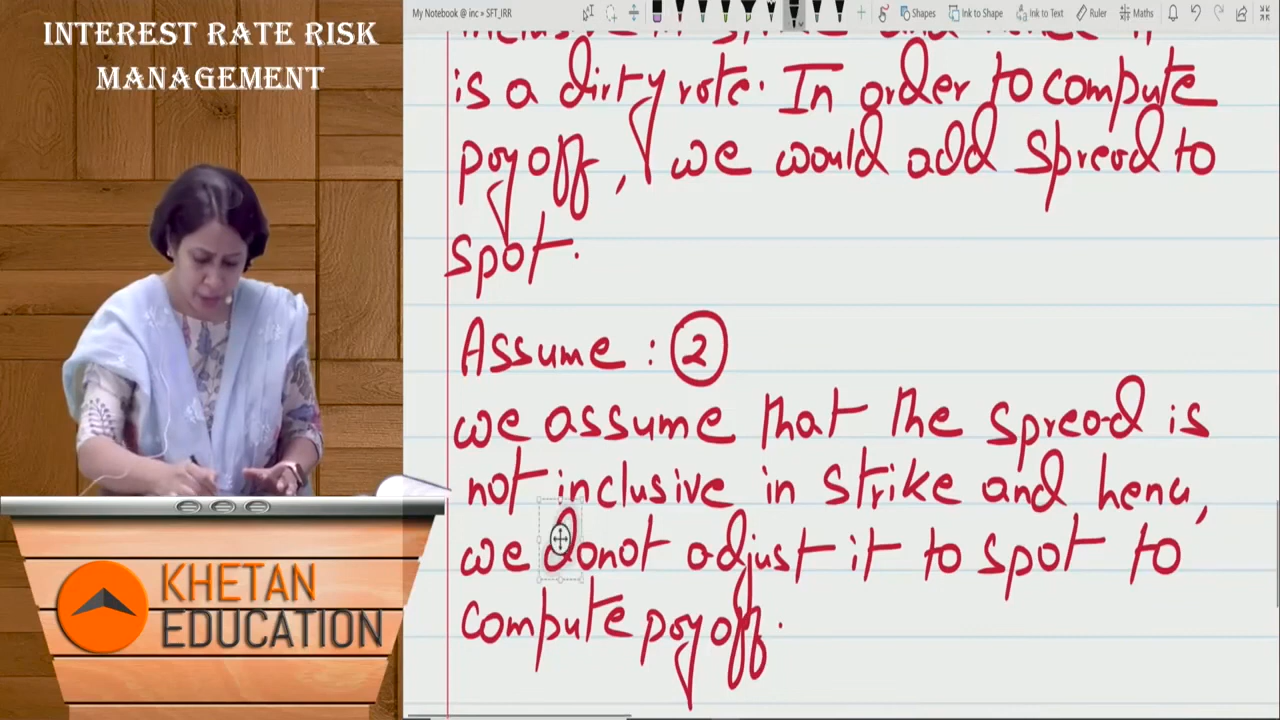 INTEREST RATE RISK
MANAGEMENT
My Notebook @ inc » SFT_IRR
Shapes
Ink to Shape
Ink to Text
Ruler
Maths
is a dirty rate. In order to compute
payoff, we would add spread to
spot.
Assume : 2
we assume that the spread is
not inclusive in strike and hence,
we donot adjust it to spot to
compute payoff.
KHETAN
EDUCATION